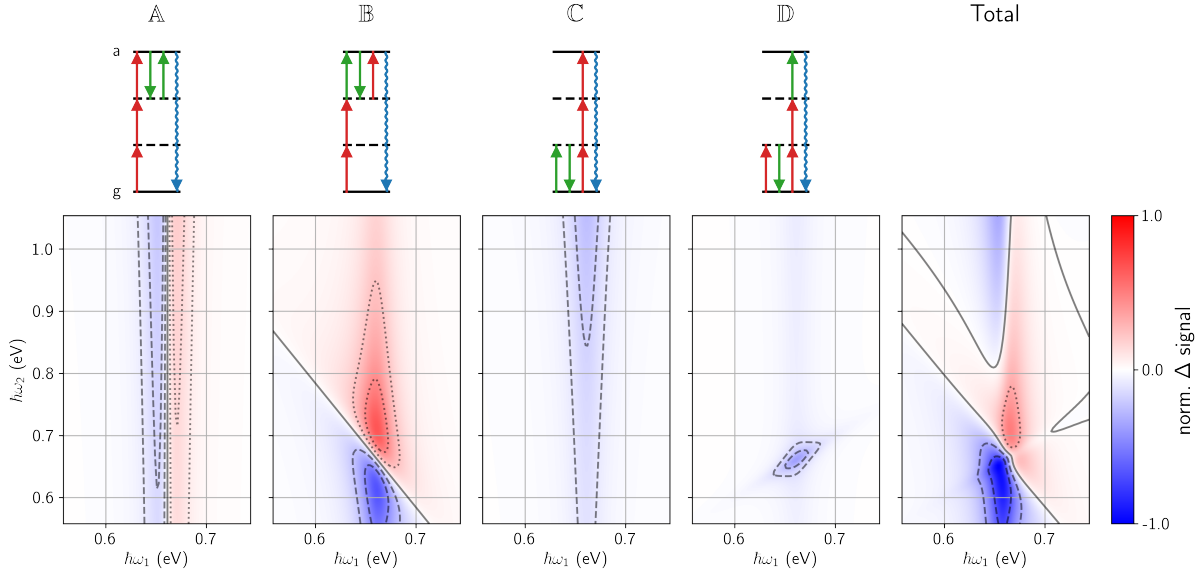 𝔸 𝔹 ℂ 𝔻 Total
a
g
1.0
0.9
0.8
0.7
0.6
ħω₂ (eV)
0.6 0.7 0.6 0.7 0.6 0.7 0.6 0.7 0.6 0.7
ħω₁ (eV) ħω₁ (eV) ħω₁ (eV) ħω₁ (eV) ħω₁ (eV)
1.0
0.0
-1.0
norm. Δ signal